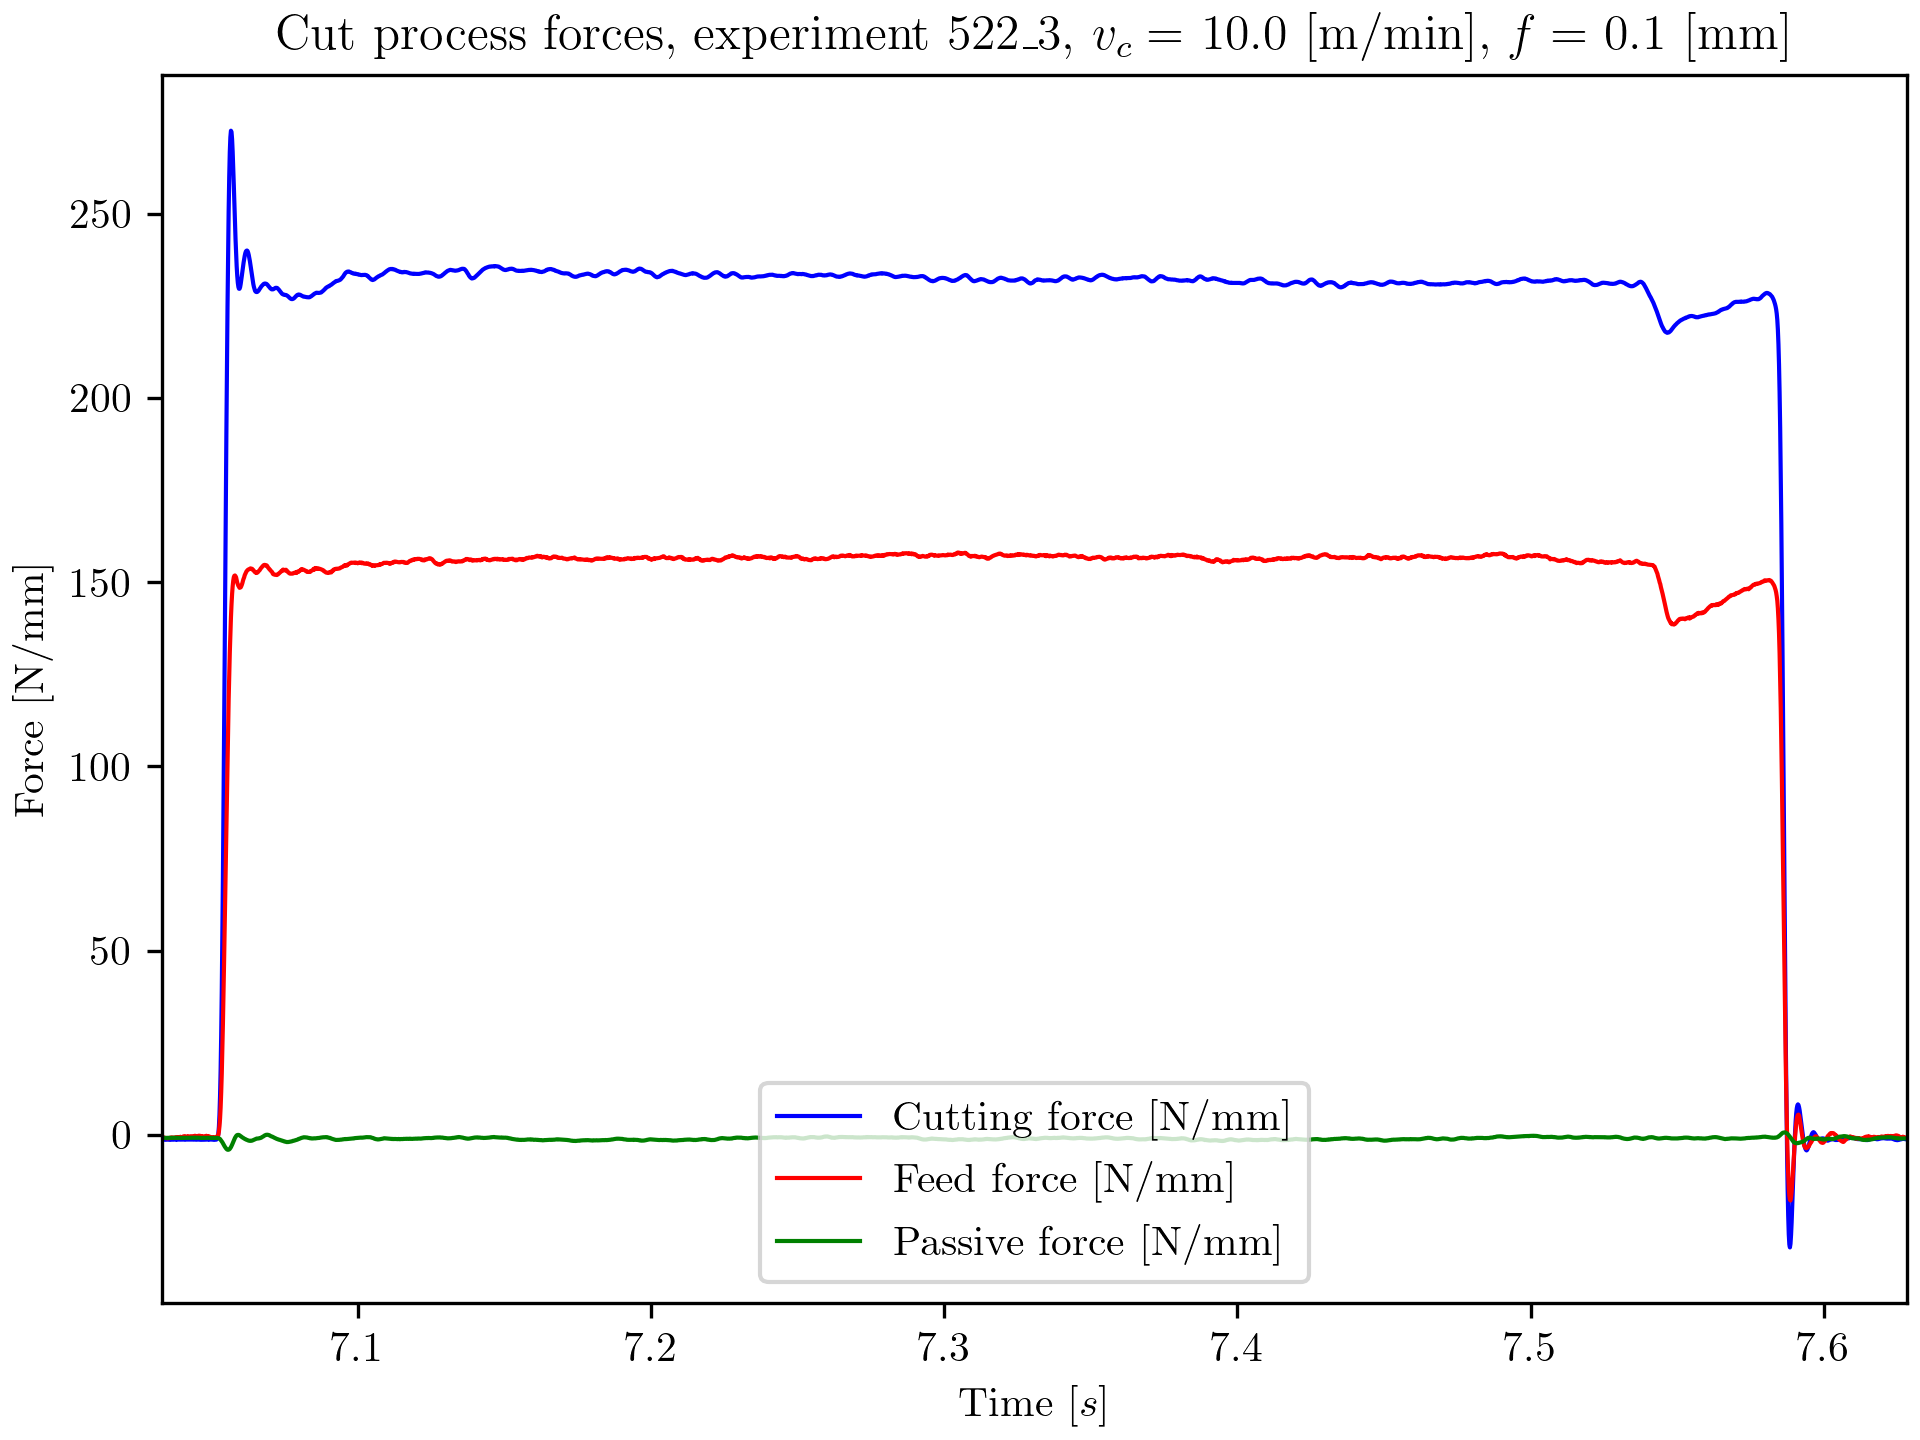 Cut process forces, experiment 522_3, v_c = 10.0 [m/min], f = 0.1 [mm]
Force [N/mm]
250
200
150
100
50
0
Cutting force [N/mm]
Feed force [N/mm]
Passive force [N/mm]
7.1 7.2 7.3 7.4 7.5 7.6
Time [s]